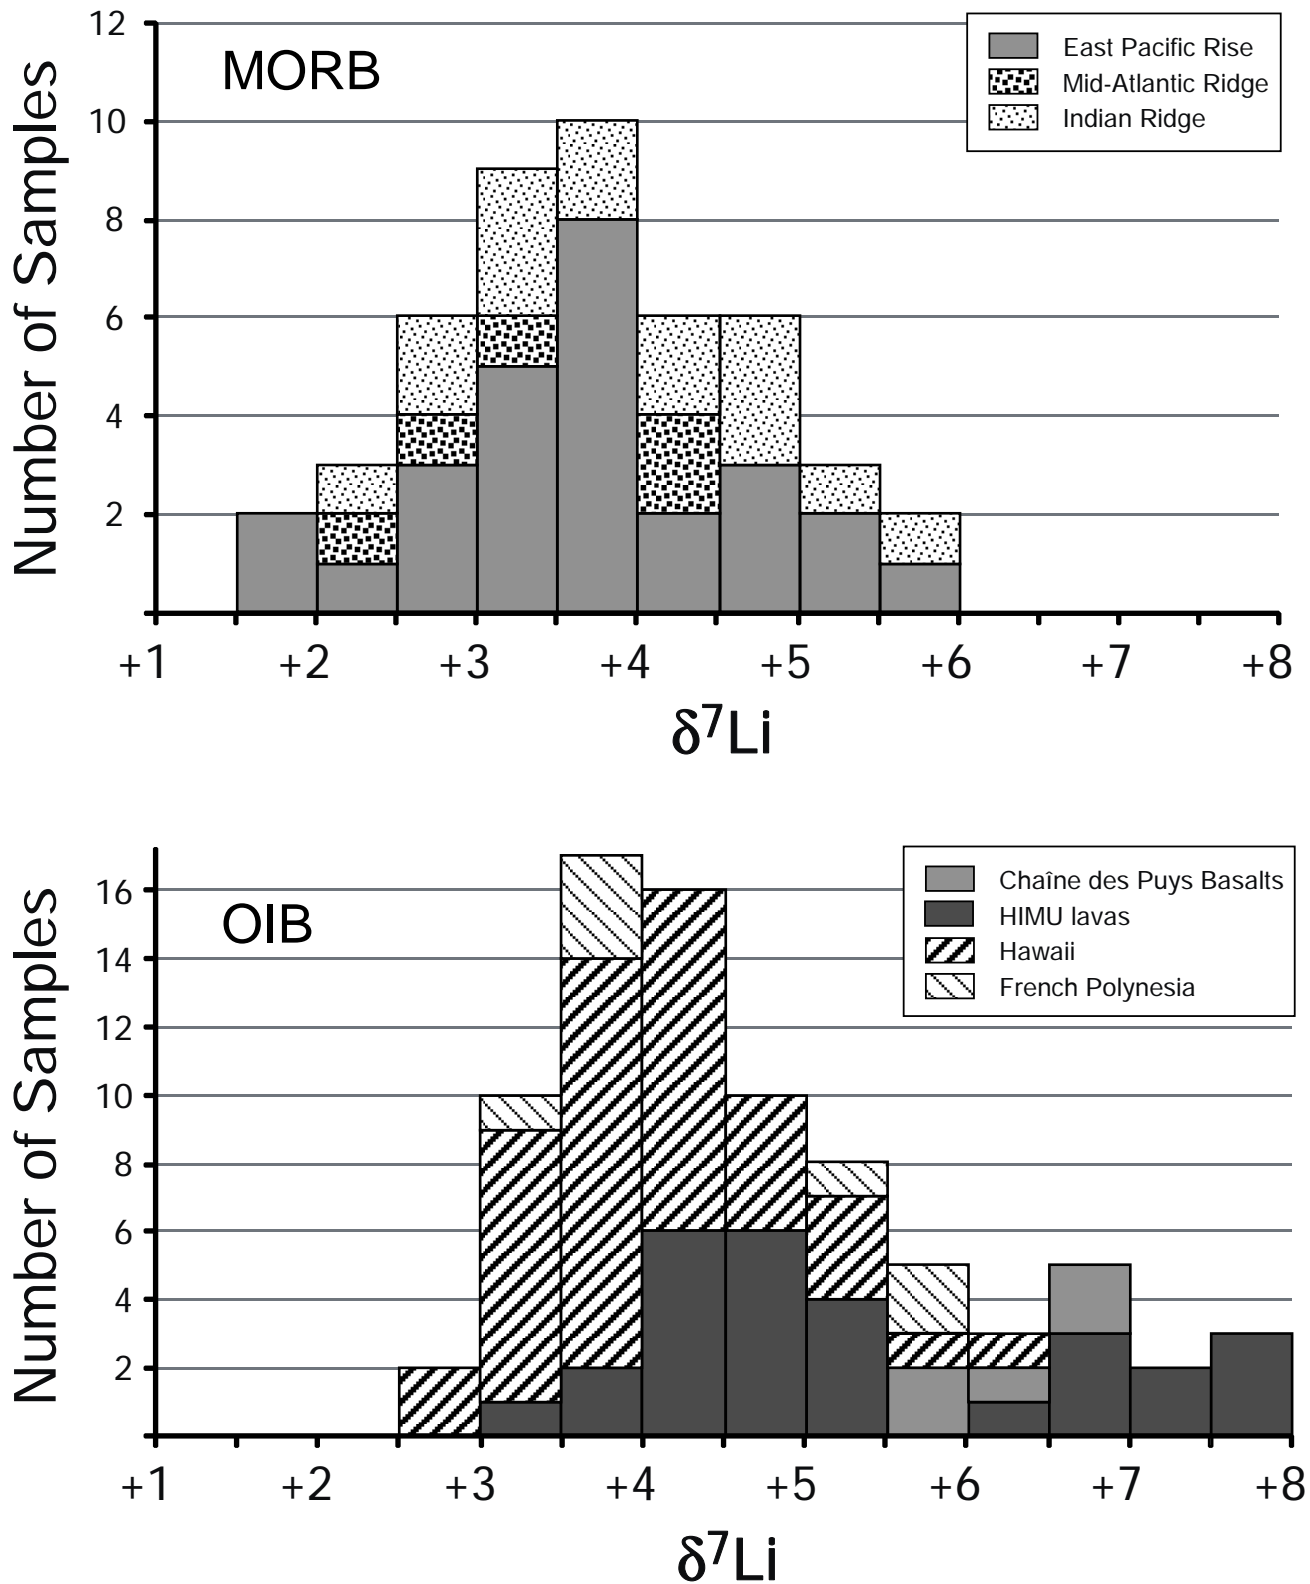 12
10
8
6
4
2
Number of Samples
MORB
East Pacific Rise
Mid-Atlantic Ridge
Indian Ridge
+1 +2 +3 +4 +5 +6 +7 +8
δ⁷Li
16
14
12
10
8
6
4
2
Number of Samples
OIB
Chaîne des Puys Basalts
HIMU lavas
Hawaii
French Polynesia
+1 +2 +3 +4 +5 +6 +7 +8
δ⁷Li